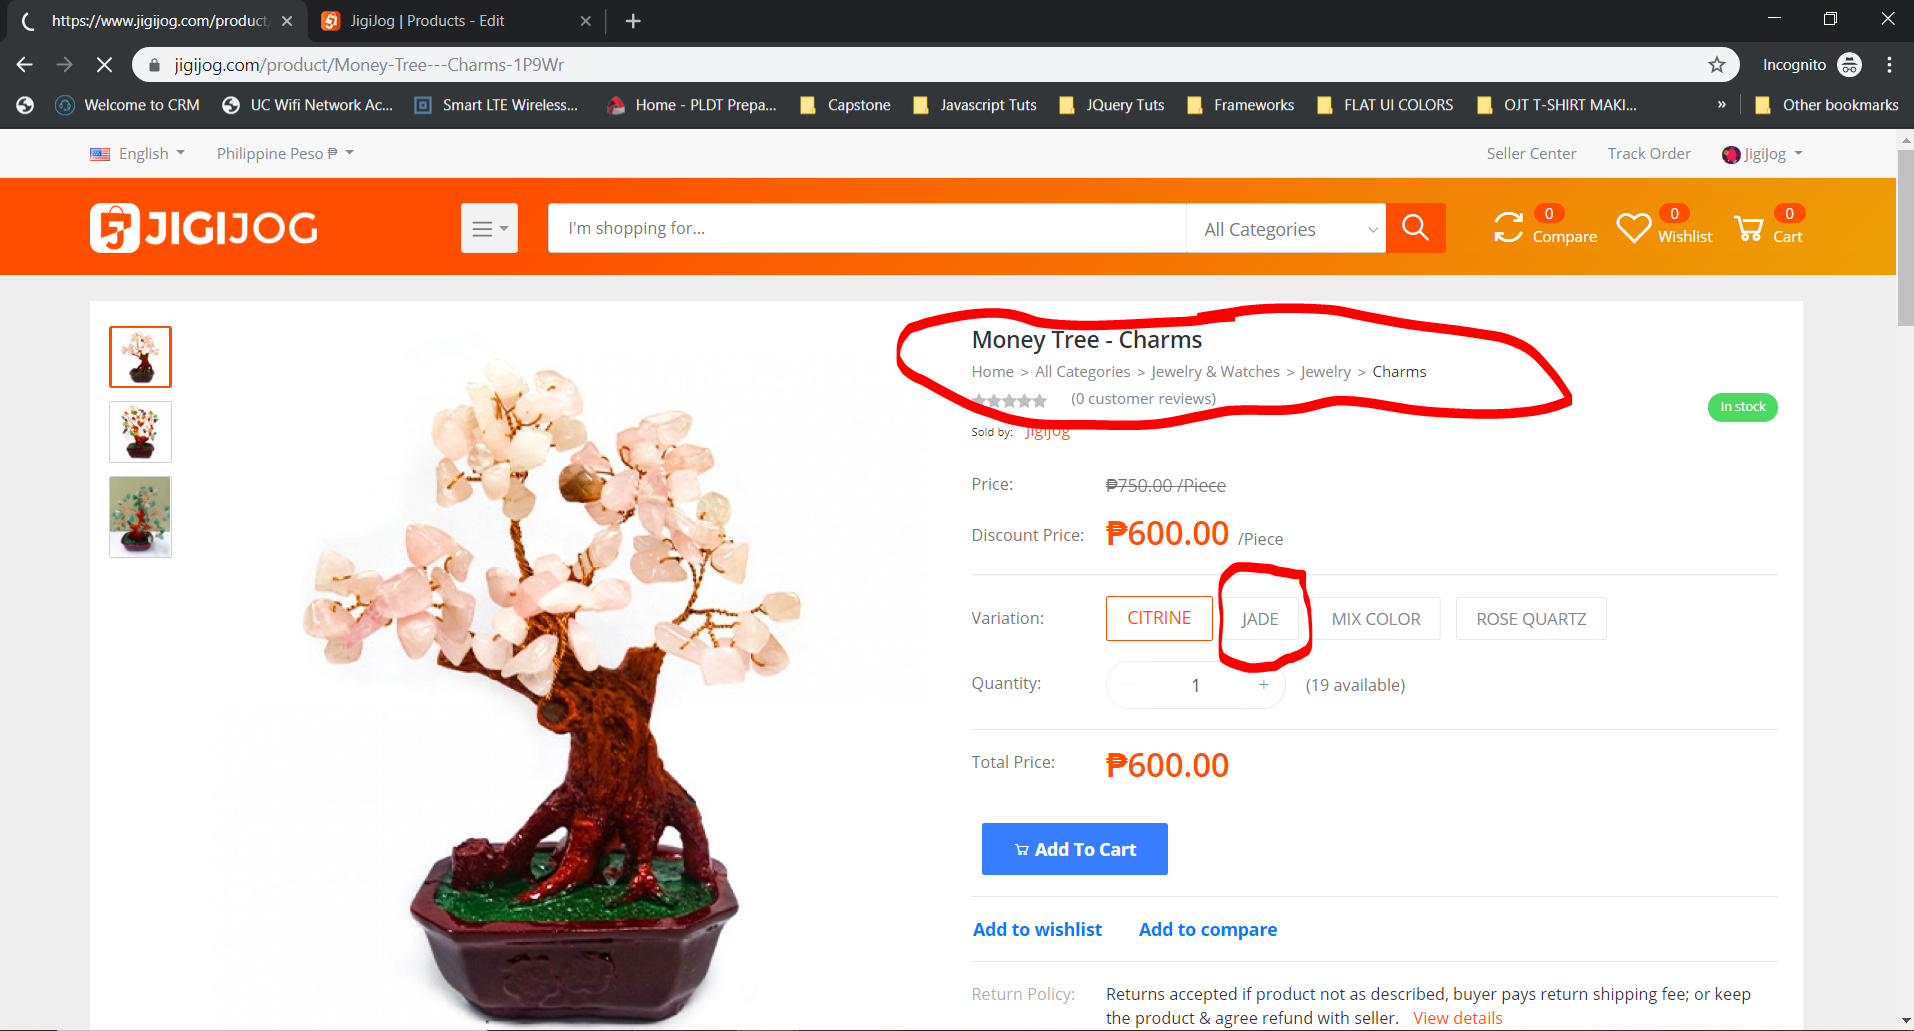 https://www.jigijog.com/product
JigiJog | Products - Edit
jigijog.com/product/Money-Tree---Charms-1P9Wr
Incognito
Welcome to CRM
UC Wifi Network Ac...
Smart LTE Wireless...
Home - PLDT Prepa...
Capstone
Javascript Tuts
JQuery Tuts
Frameworks
FLAT UI COLORS
OJT T-SHIRT MAKI...
»
Other bookmarks
English
Philippine Peso ₱
Seller Center
Track Order
JigiJog
JIGIJOG
I'm shopping for...
All Categories
0
Compare
0
Wishlist
0
Cart
Money Tree - Charms
Home > All Categories > Jewelry & Watches > Jewelry > Charms
(0 customer reviews)
In stock
Sold by: JigiJog
Price: ₱750.00 /Piece
Discount Price: ₱600.00 /Piece
Variation: CITRINE JADE MIX COLOR ROSE QUARTZ
Quantity: − 1 + (19 available)
Total Price: ₱600.00
Add To Cart
Add to wishlist
Add to compare
Return Policy: Returns accepted if product not as described, buyer pays return shipping fee; or keep
the product & agree refund with seller. View details